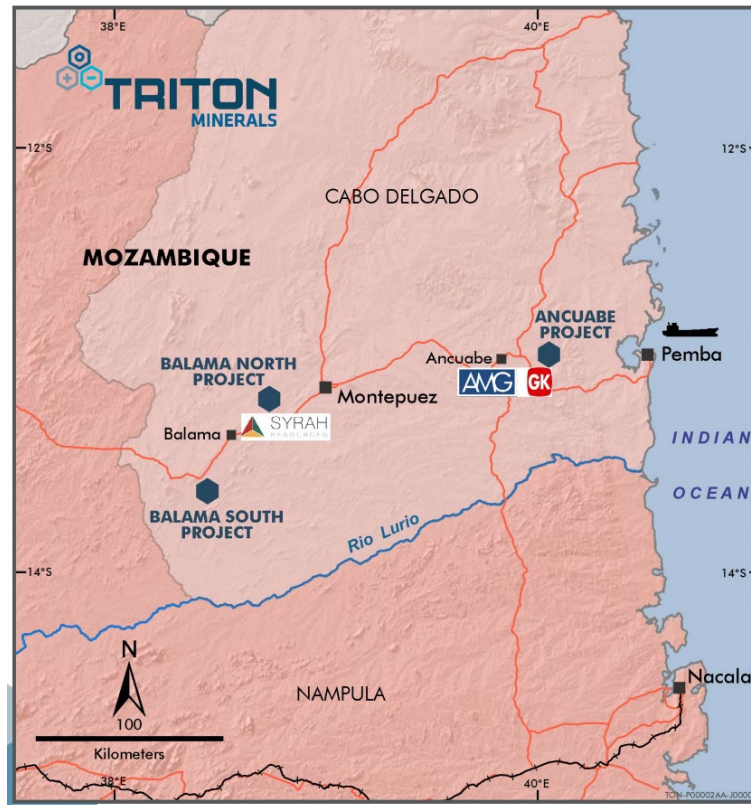 38°E
40°E
TRITON
MINERALS
12°S
12°S
CABO DELGADO
MOZAMBIQUE
ANCUABE
PROJECT
Ancuabe
Pemba
AMG GK
BALAMA NORTH
PROJECT
Montepuez
SYRAH
RESOURCES
Balama
INDIAN
OCEAN
BALAMA SOUTH
PROJECT
Rio Lurio
14°S
14°S
N
NAMPULA
Nacala
100
Kilometers
38°E
40°E